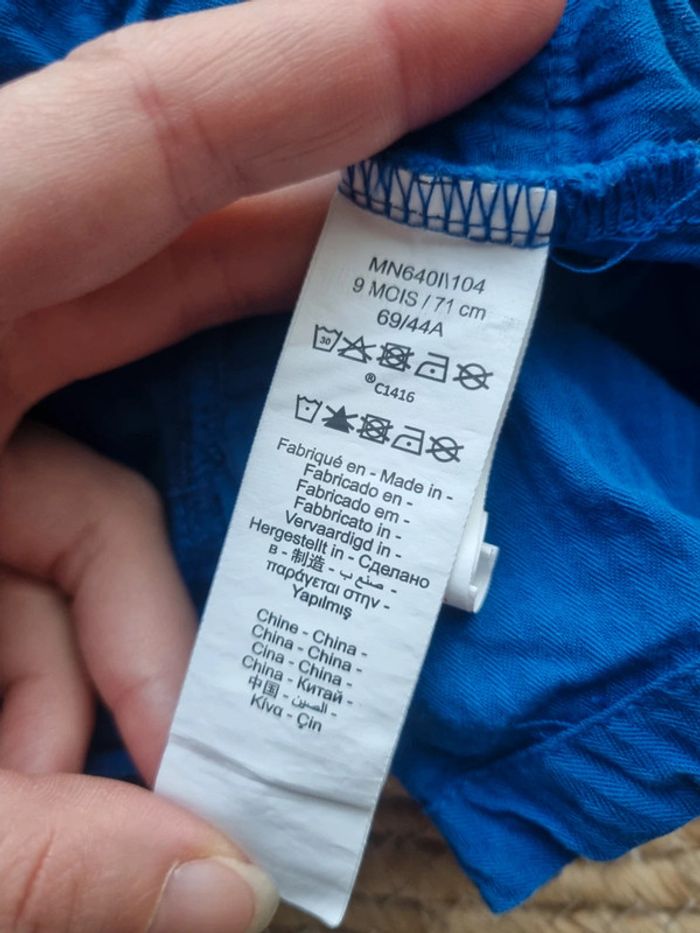 MN640I\104
9 MOIS / 71 cm
69/44A
30
®C1416
Fabriqué en - Made in -
Fabricado en -
Fabricado em -
Fabbricato in -
Vervaardigd in -
Hergestellt in - Сделано
в - 制造 - صنع ب -
παράγεται στην -
Yapılmış
Chine - China -
China - China -
Cina - China -
China - Китай -
中国 - الصين -
Κίνα - Çin